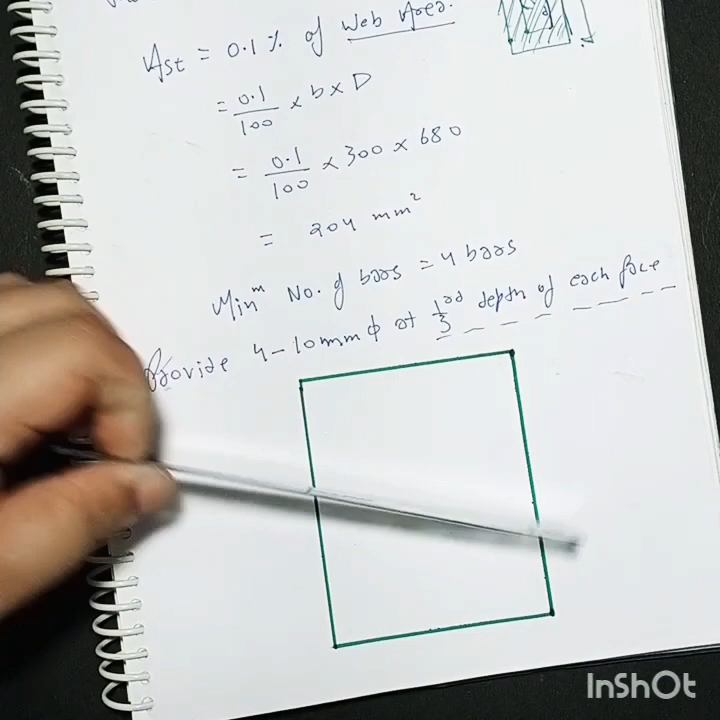 Ast = 0.1% of Web Area.
= 0.1/100 × b × D
= 0.1/100 × 300 × 680
= 204 mm²
Minᵐ No. of bars = 4 bars
Provide 4-10mm ϕ at 1/3ʳᵈ depth of each face
InShOt